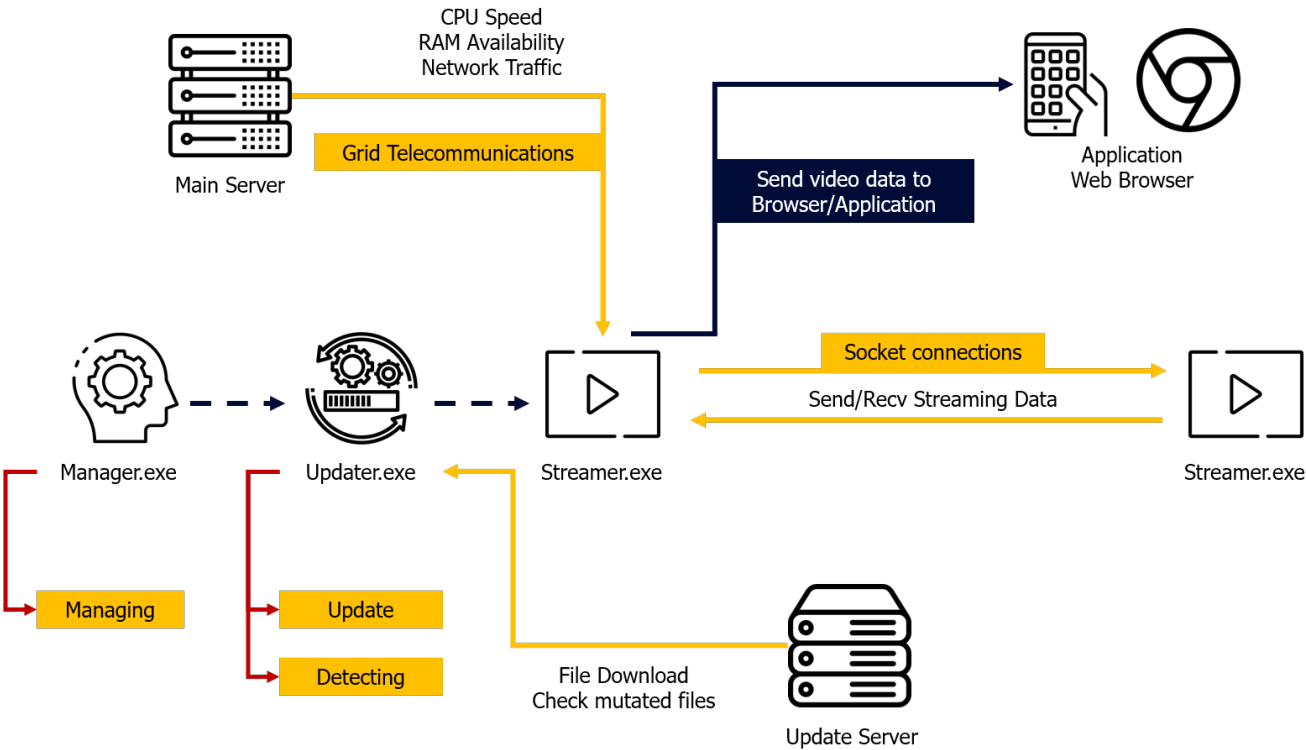 CPU Speed
RAM Availability
Network Traffic
Grid Telecommunications
Main Server
Application
Web Browser
Send video data to
Browser/Application
Socket connections
Send/Recv Streaming Data
Manager.exe
Updater.exe
Streamer.exe
Streamer.exe
Managing
Update
Detecting
File Download
Check mutated files
Update Server